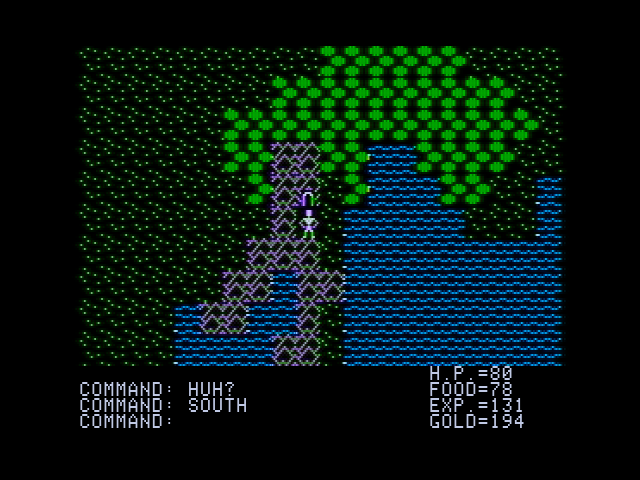 H.P.=80
COMMAND: HUH? FOOD=78
COMMAND: SOUTH EXP.=131
COMMAND: GOLD=194